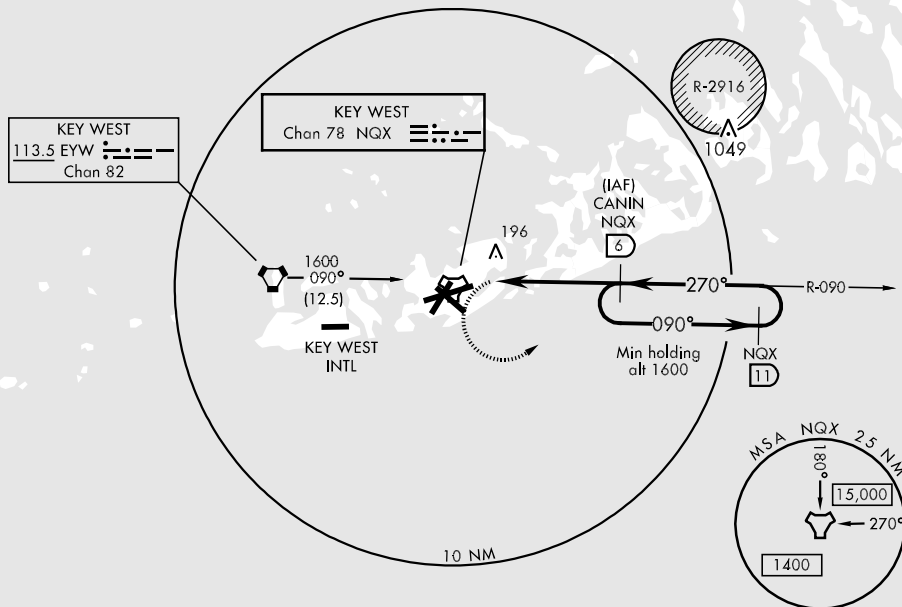 R-2916
1049
KEY WEST
Chan 78 NQX
KEY WEST
113.5 EYW
Chan 82
(IAF)
CANIN
NQX
6
196
1600
090°
(12.5)
270°
R-090
090°
KEY WEST
INTL
Min holding
alt 1600
NQX
11
MSA NQX 25 NM
180°
15,000
270°
1400
10 NM